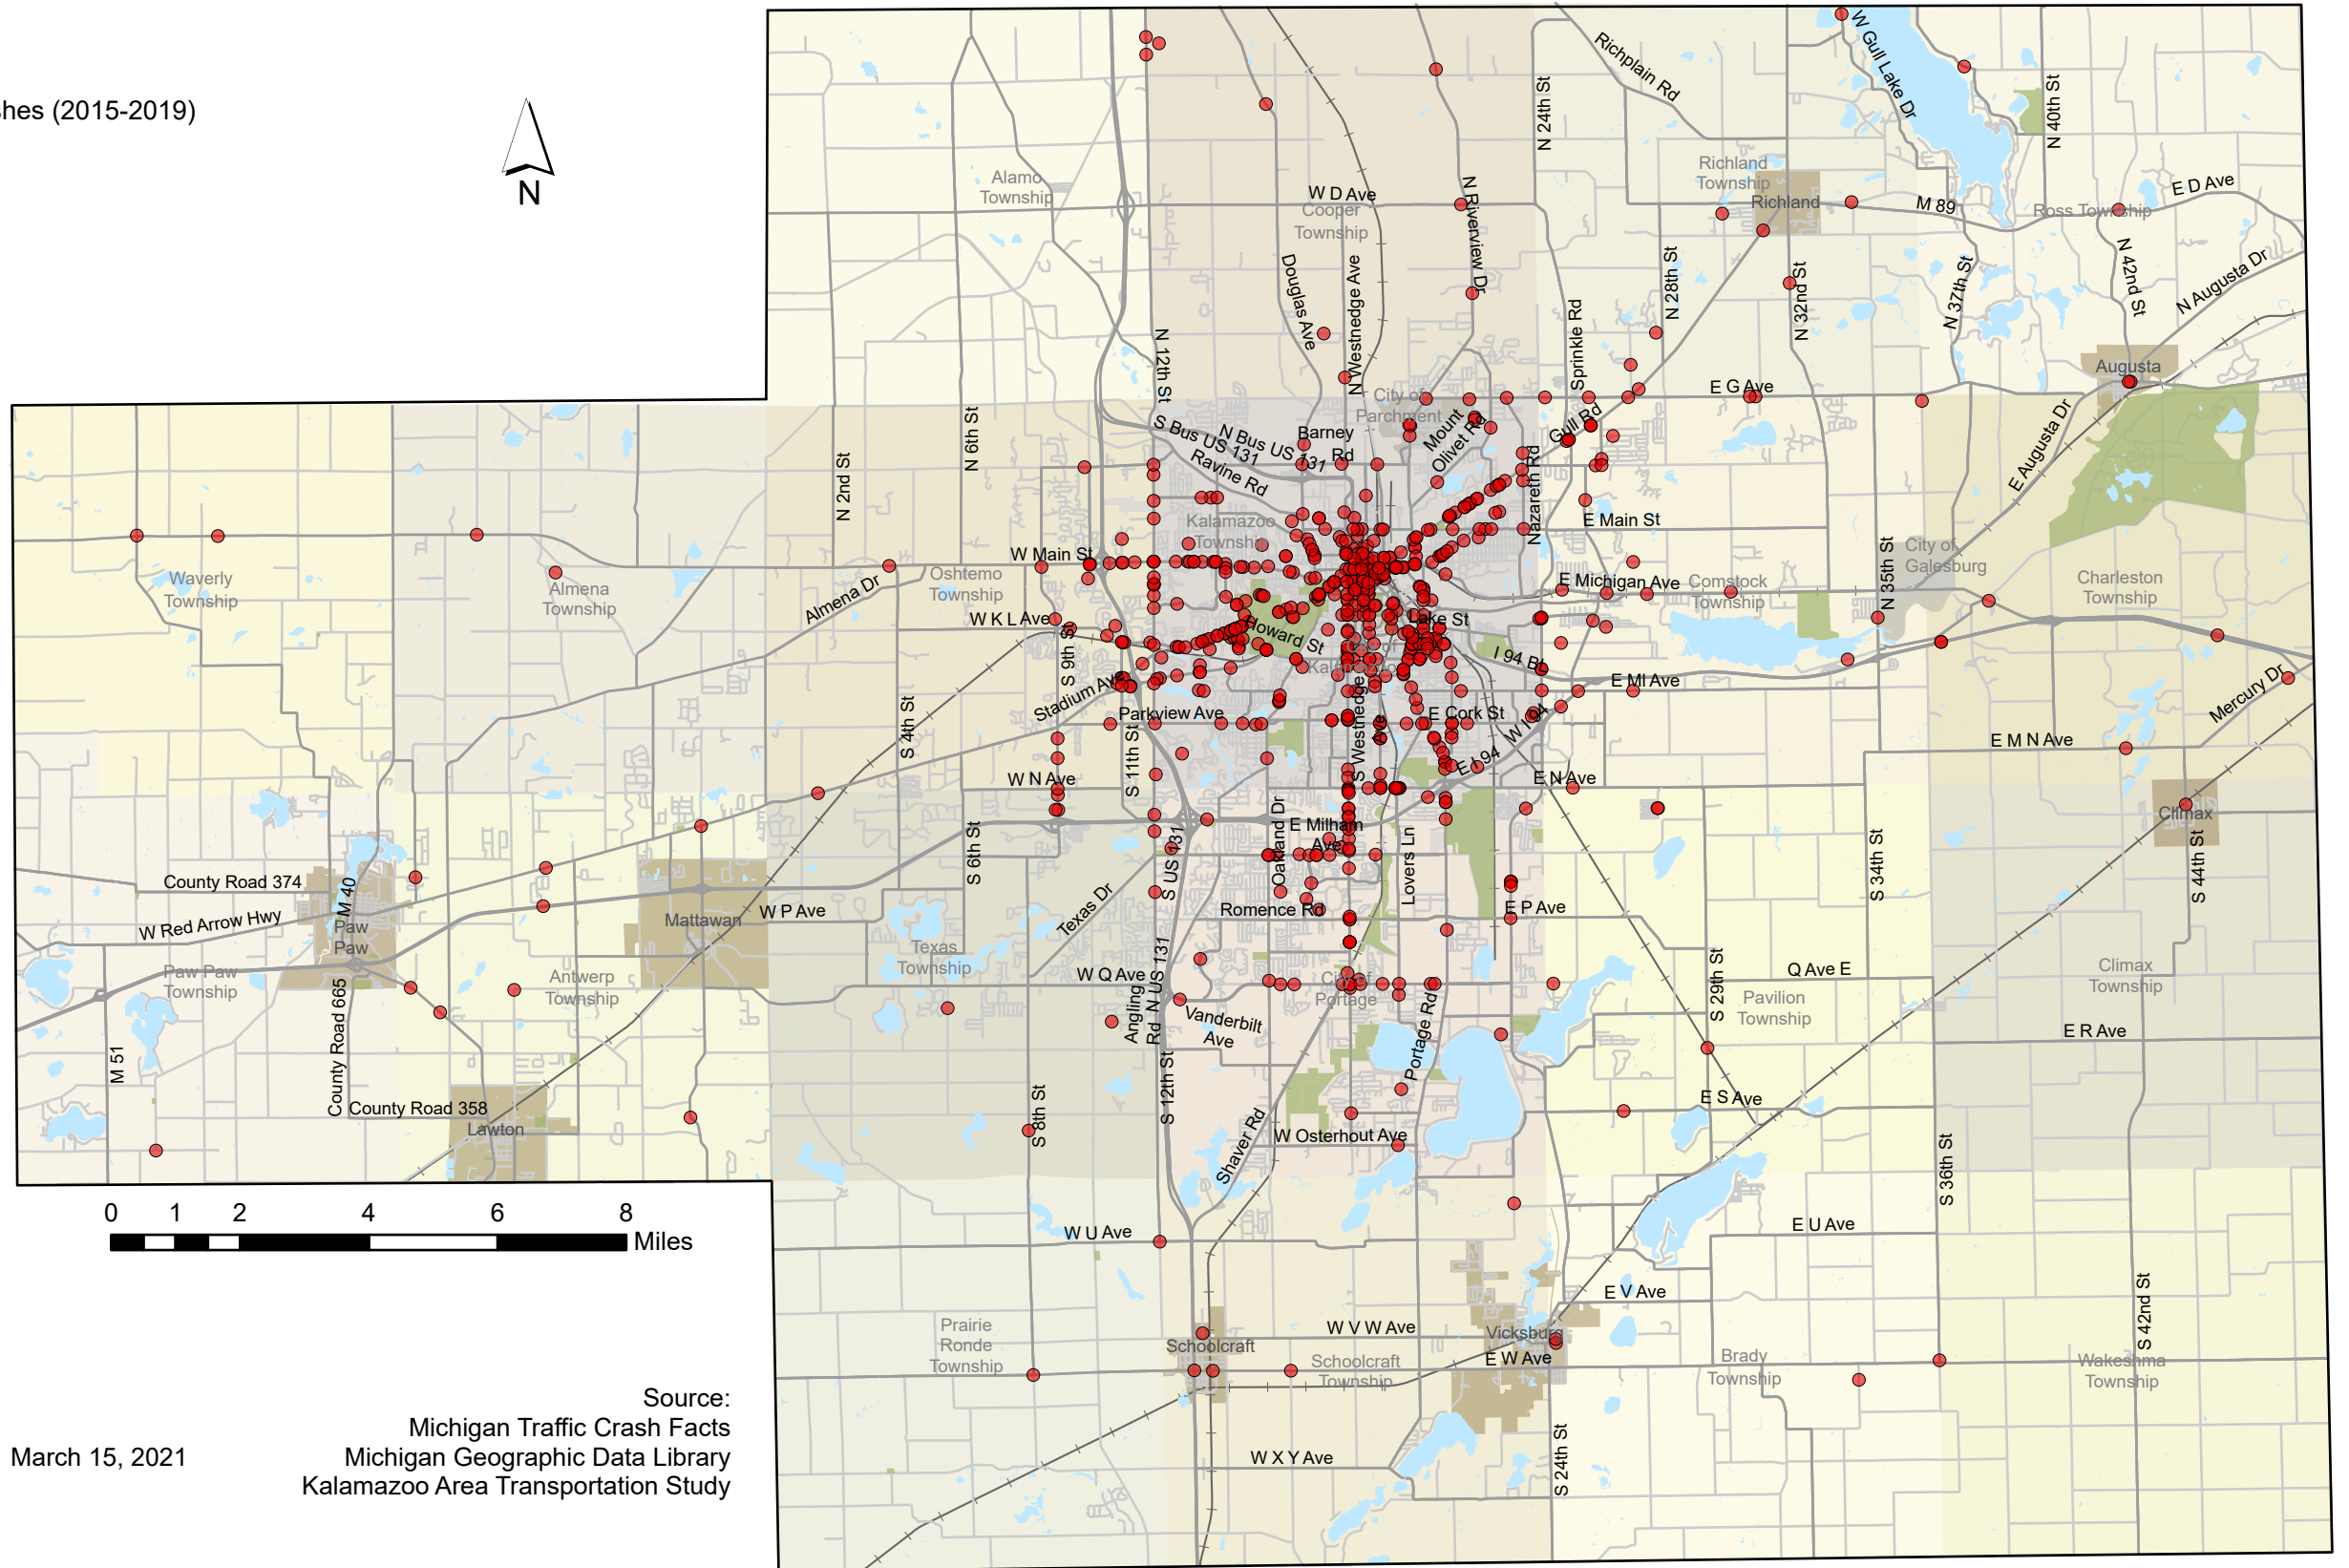 shes (2015-2019)
N
W Gull Lake Dr
Richplain Rd
N 24th St
N 40th St
Richland
Township
Richland
Alamo
Township
W D Ave
Cooper
Township
N Riverview Dr
M 89
Ross Township
E D Ave
N 42nd St
N Augusta Dr
N 28th St
N 32nd St
N 37th St
Douglas Ave
N Westnedge Ave
Sprinkle Rd
N 12th St
Augusta
E G Ave
City of
Parchment
Mount
Olivet Rd
Gull Rd
Barney
Rd
N Bus US 131
S Bus US 131
Ravine Rd
N 6th St
N 2nd St
Nazareth Rd
E Augusta Dr
E Main St
Kalamazoo
Township
W Main St
City of
Galesburg
N 35th St
Waverly
Township
Almena
Township
Almena Dr
Oshtemo
Township
E Michigan Ave
Comstock
Township
Charleston
Township
W K L Ave
Howard St
Lake St
S 9th St
City of
Kalamazoo
I 94 BL
E MI Ave
Mercury Dr
Stadium Ave
Parkview Ave
E Cork St
W I 94
E I 94
S 4th St
S 11th St
S Westnedge
Ave
E M N Ave
W N Ave
E N Ave
Climax
E Milham
Ave
Oakland Dr
Lovers Ln
S US 131
S 6th St
S 34th St
S 44th St
County Road 374
M 40
W Red Arrow Hwy
Paw
Paw
Mattawan
W P Ave
Texas Dr
Romence Rd
E P Ave
Texas
Township
Paw Paw
Township
Antwerp
Township
W Q Ave
N US 131
Angling
Rd
City of
Portage
Q Ave E
Pavilion
Township
S 29th St
Climax
Township
Vanderbilt
Ave
Portage Rd
E R Ave
M 51
County Road 665
County Road 358
Lawton
S 8th St
S 12th St
Shaver Rd
W Osterhout Ave
E S Ave
S 36th St
0 1 2 4 6 8
Miles
W U Ave
E U Ave
E V Ave
S 42nd St
Prairie
Ronde
Township
Schoolcraft
W V W Ave
Vicksburg
Schoolcraft
Township
E W Ave
Brady
Township
Wakeshma
Township
Source:
Michigan Traffic Crash Facts
March 15, 2021
Michigan Geographic Data Library
Kalamazoo Area Transportation Study
W X Y Ave
S 24th St